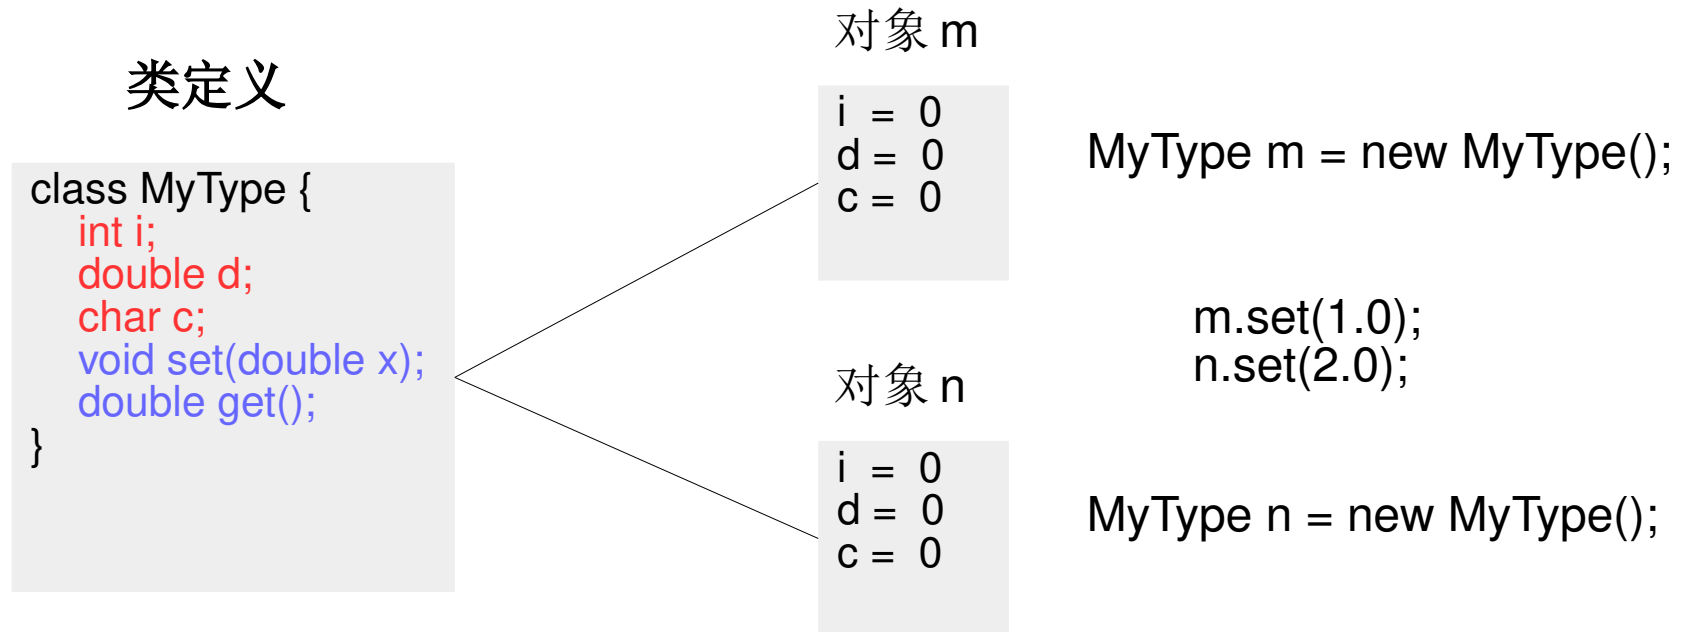 类定义
class MyType {
int i;
double d;
char c;
void set(double x);
double get();
}
对象 m
i = 0
d = 0
c = 0
MyType m = new MyType();
m.set(1.0);
n.set(2.0);
对象 n
i = 0
d = 0
c = 0
MyType n = new MyType();